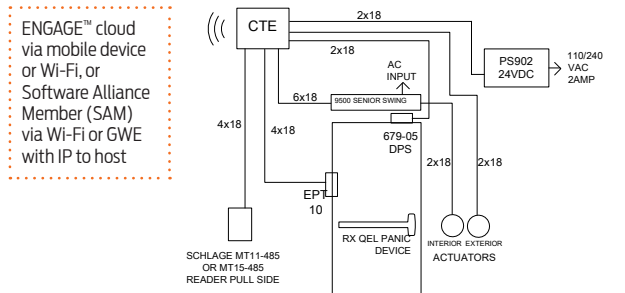 ENGAGE™ cloud
via mobile device
or Wi-Fi, or
Software Alliance
Member (SAM)
via Wi-Fi or GWE
with IP to host
CTE
2x18
2x18
PS902
24VDC
110/240
VAC
2AMP
AC
INPUT
6x18
9500 SENIOR SWING
4x18
4x18
679-05
DPS
2x18
2x18
EPT
10
RX QEL PANIC
DEVICE
INTERIOR
EXTERIOR
ACTUATORS
SCHLAGE MT11-485
OR MT15-485
READER PULL SIDE